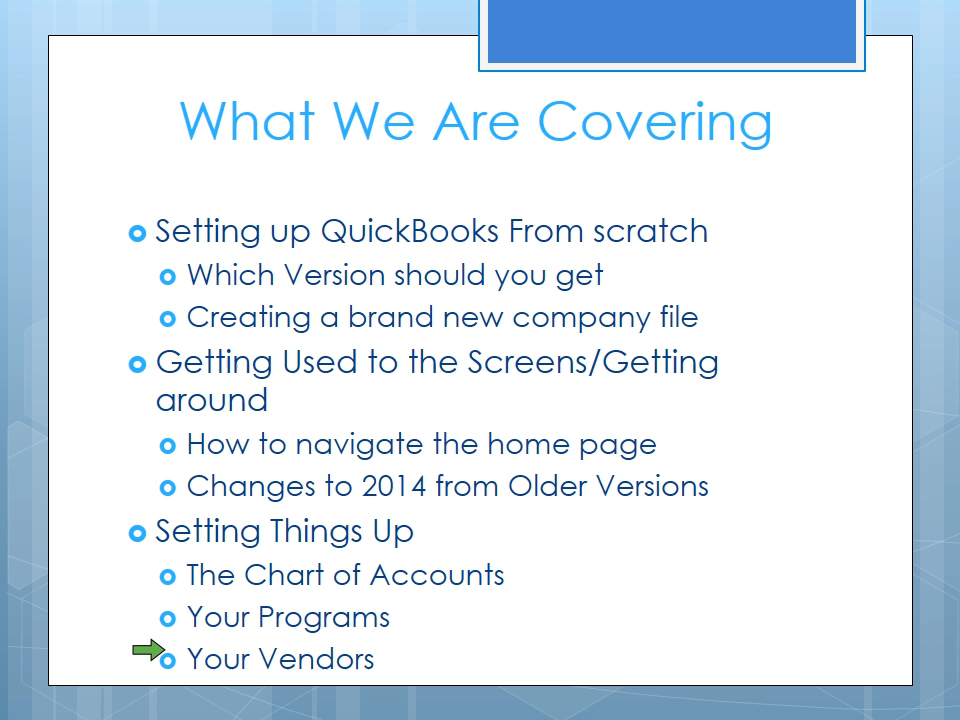 What We Are Covering
Setting up QuickBooks From scratch
Which Version should you get
Creating a brand new company file
Getting Used to the Screens/Getting
around
How to navigate the home page
Changes to 2014 from Older Versions
Setting Things Up
The Chart of Accounts
Your Programs
Your Vendors